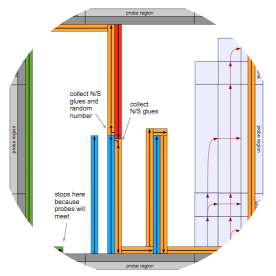 probe region
collect N/S
glues and
random
number
collect
N/S glues
probe region
probe region
stops here
because
probes will
meet
probe region